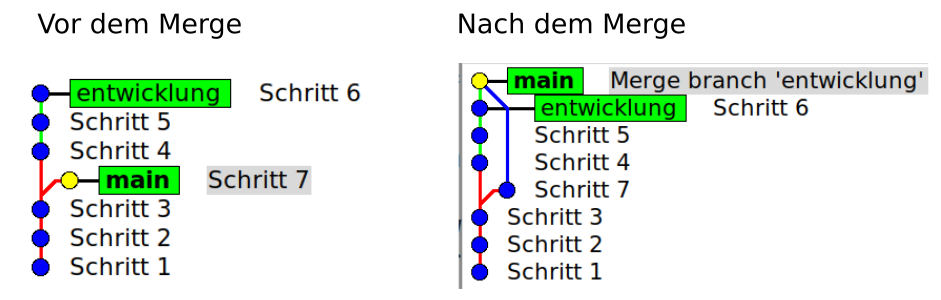 Vor dem Merge
entwicklung Schritt 6
Schritt 5
Schritt 4
main Schritt 7
Schritt 3
Schritt 2
Schritt 1
Nach dem Merge
main Merge branch 'entwicklung'
entwicklung Schritt 6
Schritt 5
Schritt 4
Schritt 7
Schritt 3
Schritt 2
Schritt 1